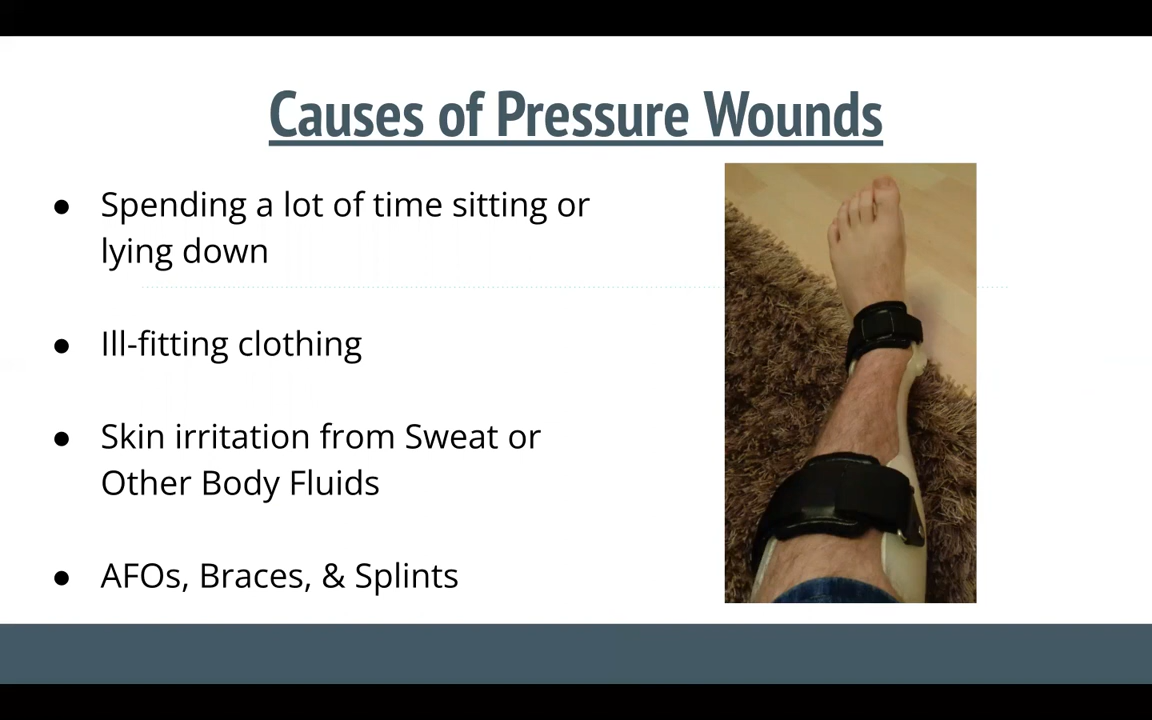 Causes of Pressure Wounds
● Spending a lot of time sitting or
lying down
● Ill-fitting clothing
● Skin irritation from Sweat or
Other Body Fluids
● AFOs, Braces, & Splints